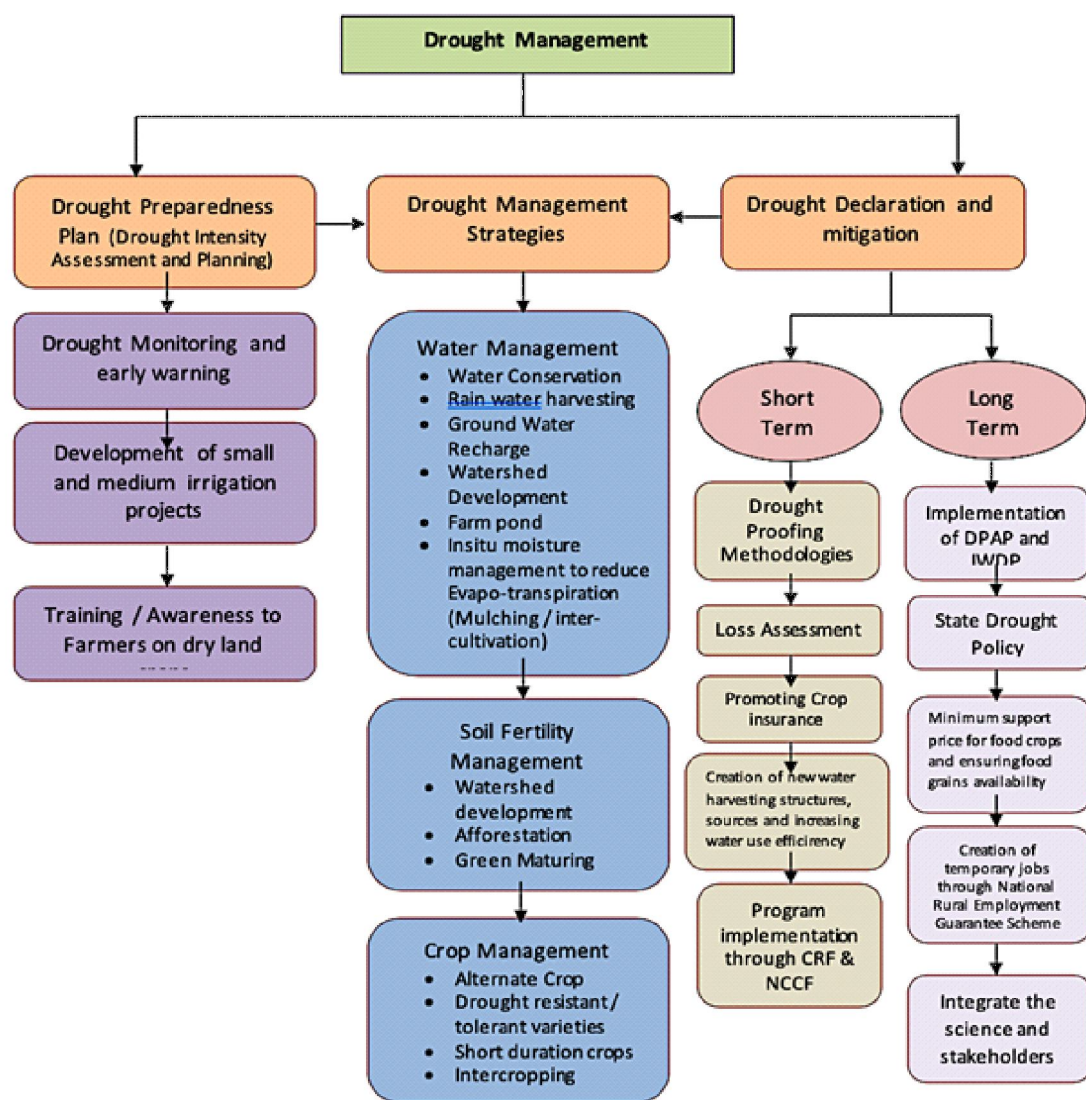 Drought Management
Drought Preparedness
Plan (Drought Intensity
Assessment and Planning)
Drought Monitoring and
early warning
Development of small
and medium irrigation
projects
Training / Awareness to
Farmers on dry land
Drought Management
Strategies
Water Management
• Water Conservation
• Rain water harvesting
• Ground Water
Recharge
• Watershed
Development
• Farm pond
• Insitu moisture
management to reduce
Evapo-transpiration
(Mulching / inter-
cultivation)
Soil Fertility
Management
• Watershed
development
• Afforestation
• Green Maturing
Crop Management
• Alternate Crop
• Drought resistant/
tolerant varieties
• Short duration crops
• Intercropping
Drought Declaration and
mitigation
Short
Term
Drought
Proofing
Methodologies
Loss Assessment
Promoting Crop
insurance
Creation of new water
harvesting structures,
sources and increasing
water use efficirency
Program
implementation
through CRF &
NCCF
Long
Term
Implementation
of DPAP and
IWDP
State Drought
Policy
Minimum support
price for food crops
and ensuring food
grains availability
Creation of
temporary jobs
through National
Rural Employment
Guarantee Scheme
Integrate the
science and
stakeholders